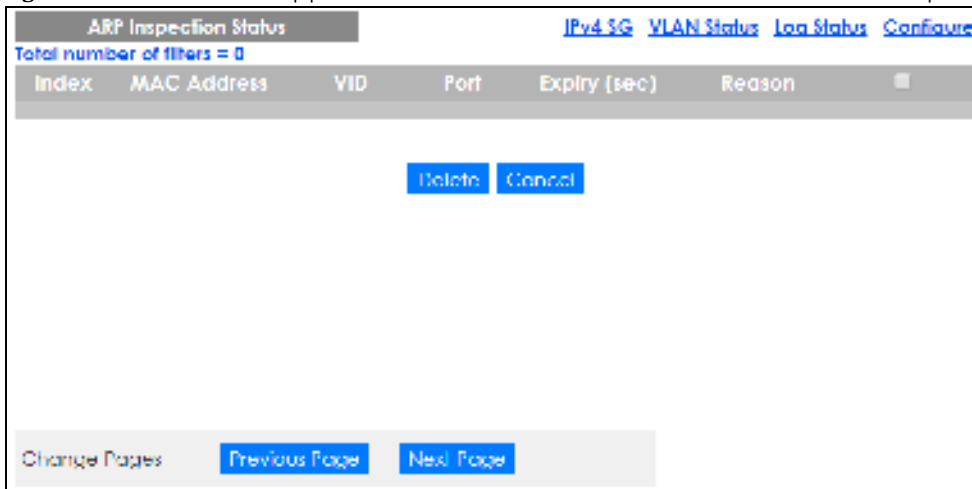 ARP Inspection Status IPv4 SG VLAN Status Log Status Configure
Total number of filters = 0
Index MAC Address VID Port Expiry (sec) Reason
Delete Cancel
Change Pages Previous Page Next Page